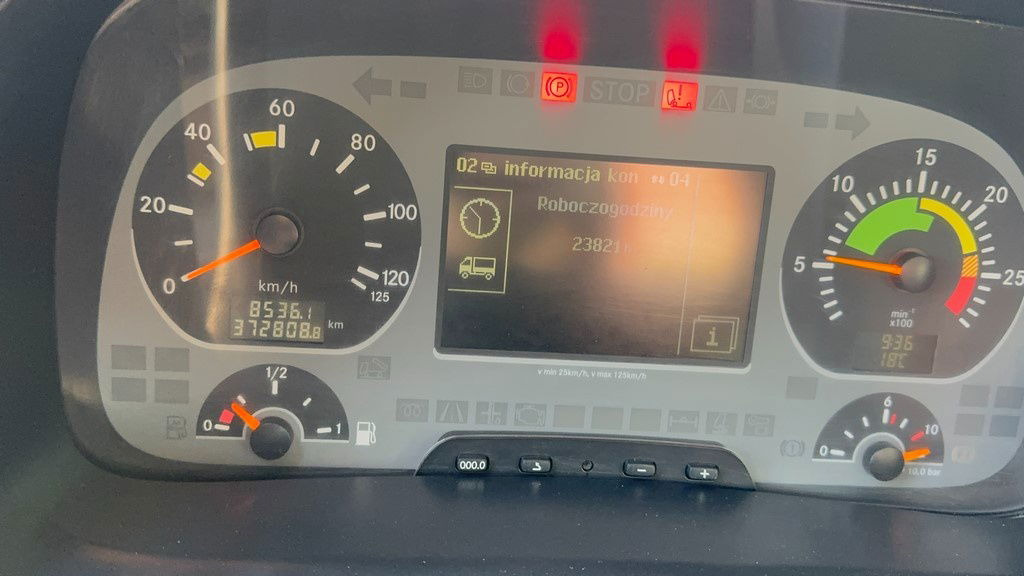 STOP
(P)
!
0
20
40
60
80
100
120
125
km/h
8536.1
372808.8 km
02 informacja kon 04
Roboczogodziny
23821
i
v min 25km/h, v max 125km/h
5
10
15
20
25
min⁻¹
x100
9:36
18°C
0
1/2
1
0
6
10
10,0 bar
000.0
−
+